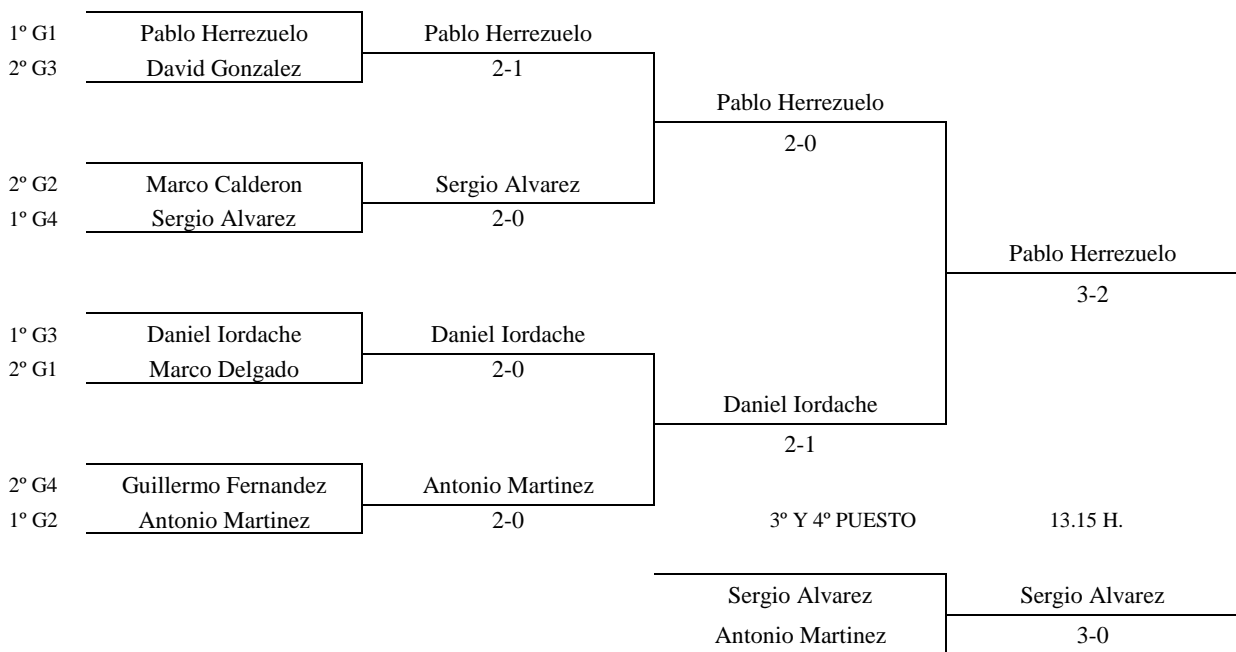 1º G1 Pablo Herrezuelo Pablo Herrezuelo
2º G3 David Gonzalez 2-1
Pablo Herrezuelo
2-0
2º G2 Marco Calderon Sergio Alvarez
1º G4 Sergio Alvarez 2-0
Pablo Herrezuelo
3-2
1º G3 Daniel Iordache Daniel Iordache
2º G1 Marco Delgado 2-0
Daniel Iordache
2-1
2º G4 Guillermo Fernandez Antonio Martinez
1º G2 Antonio Martinez 2-0 3º Y 4º PUESTO 13.15 H.
Sergio Alvarez Sergio Alvarez
Antonio Martinez 3-0